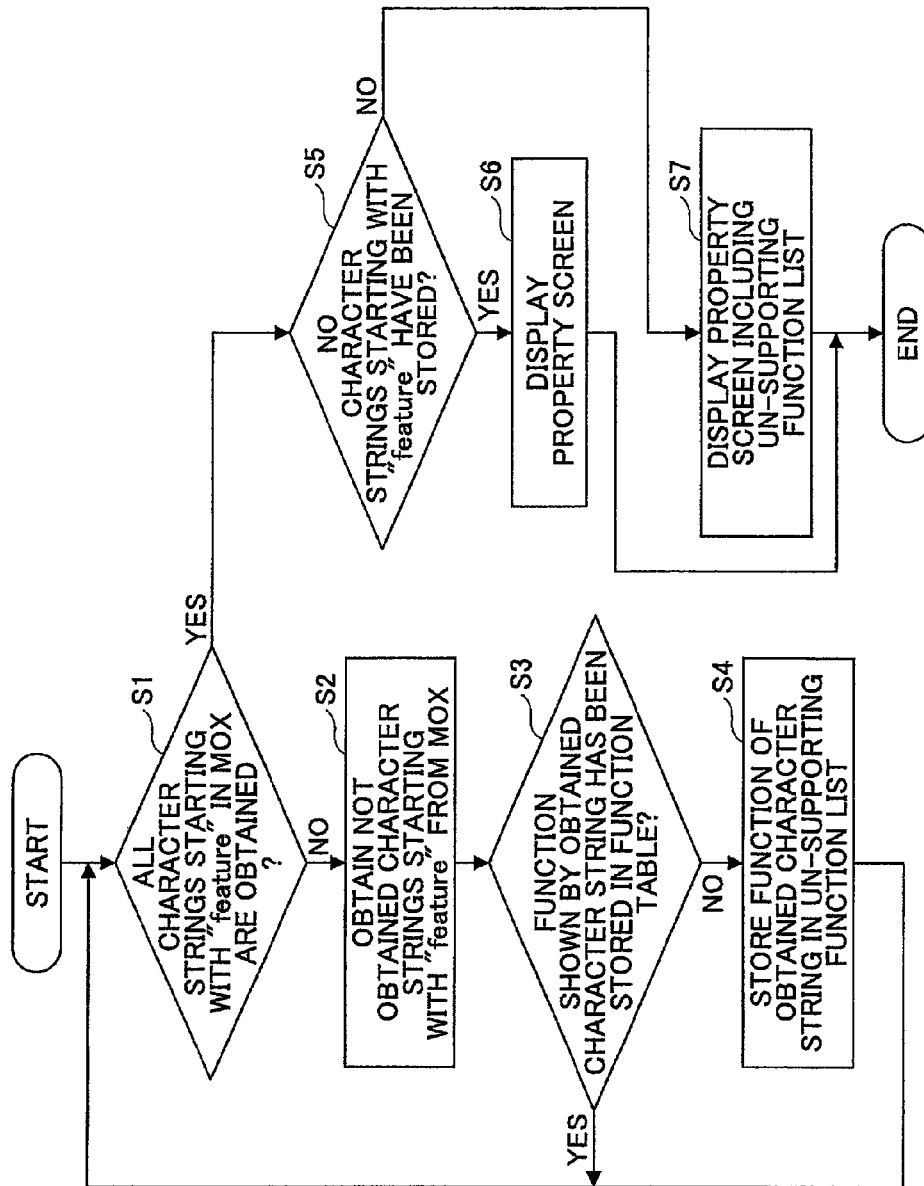 START
S1
ALL
CHARACTER
STRINGS STARTING
WITH "feature" IN MOX
ARE OBTAINED
?
YES
NO
S2
OBTAIN NOT
OBTAINED CHARACTER
STRINGS STARTING
WITH "feature" FROM MOX
S3
FUNCTION
SHOWN BY OBTAINED
CHARACTER STRING HAS BEEN
STORED IN FUNCTION
TABLE?
YES
NO
S4
STORE FUNCTION OF
OBTAINED CHARACTER
STRING IN UN-SUPPORTING
FUNCTION LIST
S5
NO
CHARACTER
STRINGS STARTING WITH
"feature" HAVE BEEN
STORED?
NO
YES
S6
DISPLAY
PROPERTY SCREEN
S7
DISPLAY PROPERTY
SCREEN INCLUDING
UN-SUPPORTING
FUNCTION LIST
END